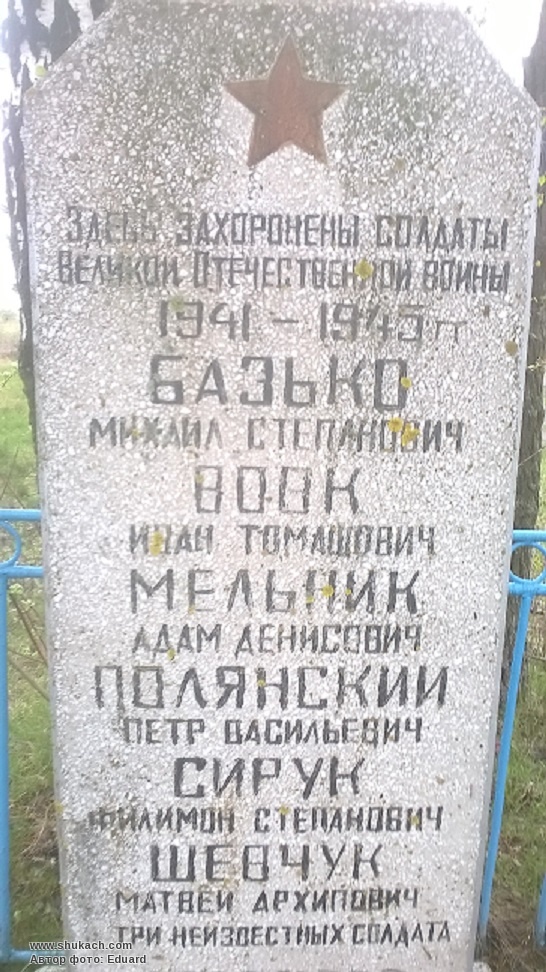 ЗДЕСЬ ЗАХОРОНЕНЫ СОЛДАТЫ
ВЕЛИКОЙ ОТЕЧЕСТВЕННОЙ ВОЙНЫ
1941 - 1945 гг
БАЗЬКО
МИХАИЛ СТЕПАНОВИЧ
ВОВК
ИВАН ТОМАШОВИЧ
МЕЛЬНИК
АДАМ ДЕНИСОВИЧ
ПОЛЯНСКИЙ
ПЕТР ВАСИЛЬЕВИЧ
СИРУК
ФИЛИМОН СТЕПАНОВИЧ
ШЕВЧУК
МАТВЕЙ АРХИПОВИЧ
ТРИ НЕИЗВЕСТНЫХ СОЛДАТА
www.shukach.com
Автор фото: Eduard